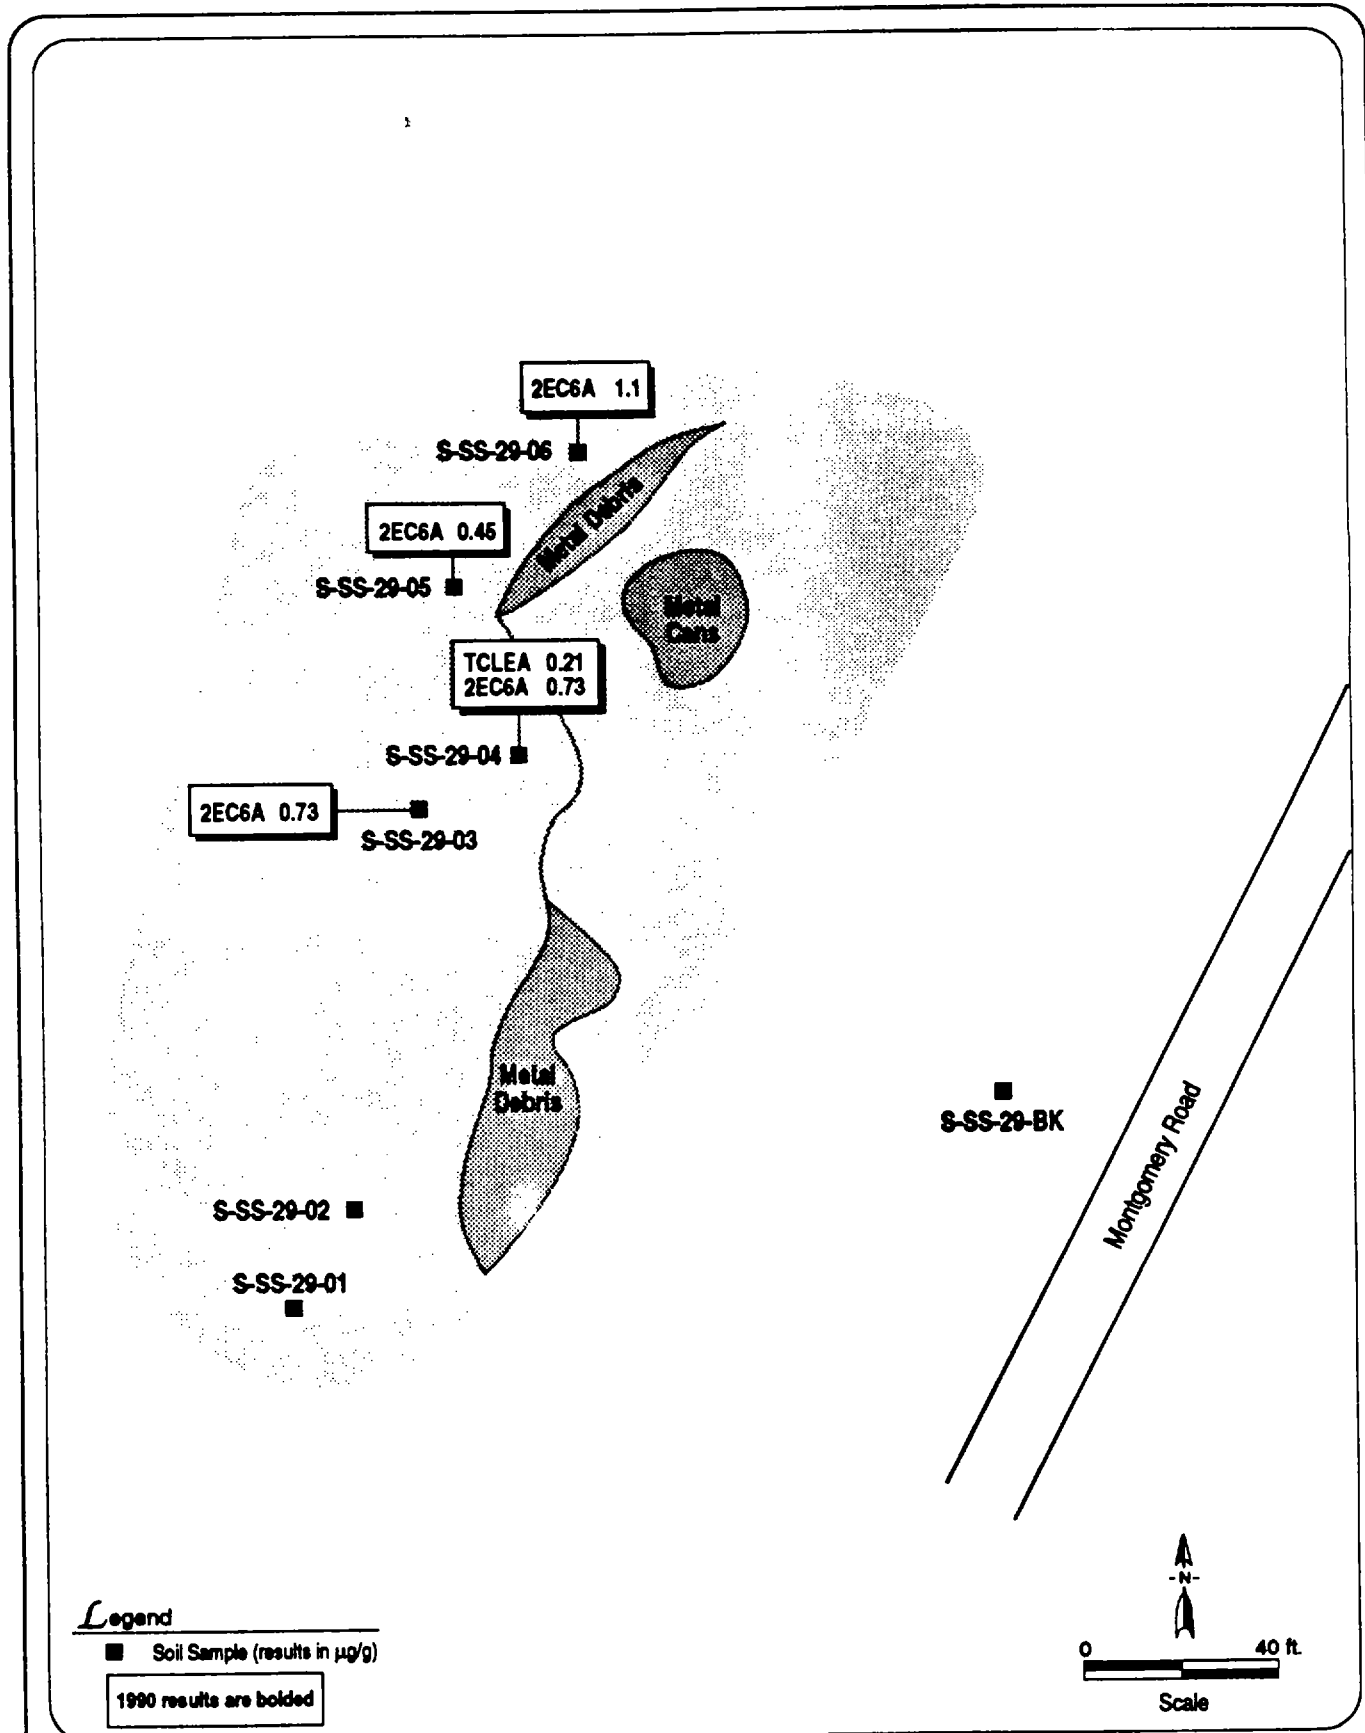 2EC6A 1.1
S-SS-29-06
Metal Debris
2EC6A 0.45
S-SS-29-05
Metal
Cans
TCLEA 0.21
2EC6A 0.73
S-SS-29-04
2EC6A 0.73
S-SS-29-03
Metal
Debris
S-SS-29-BK
Montgomery Road
S-SS-29-02
S-SS-29-01
Legend
Soil Sample (results in µg/g)
1990 results are bolded
-N-
0 40 ft.
Scale